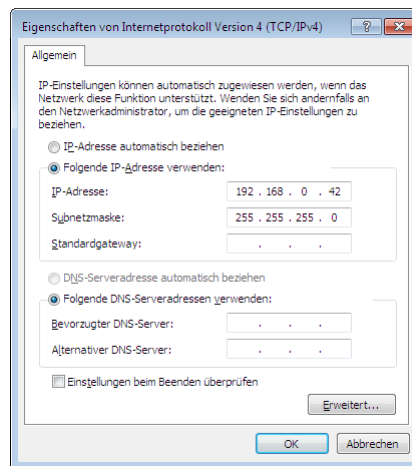 Eigenschaften von Internetprotokoll Version 4 (TCP/IPv4)
Allgemein
IP-Einstellungen können automatisch zugewiesen werden, wenn das
Netzwerk diese Funktion unterstützt. Wenden Sie sich andernfalls an
den Netzwerkadministrator, um die geeigneten IP-Einstellungen zu
beziehen.
IP-Adresse automatisch beziehen
Folgende IP-Adresse verwenden:
IP-Adresse: 192 . 168 . 0 . 42
Subnetzmaske: 255 . 255 . 255 . 0
Standardgateway: . . .
DNS-Serveradresse automatisch beziehen
Folgende DNS-Serveradressen verwenden:
Bevorzugter DNS-Server: . . .
Alternativer DNS-Server: . . .
Einstellungen beim Beenden überprüfen
Erweitert...
OK Abbrechen